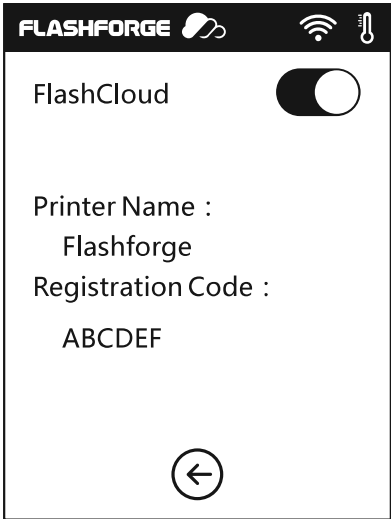 FLASHFORGE
FlashCloud
Printer Name :
Flashforge
Registration Code :
ABCDEF